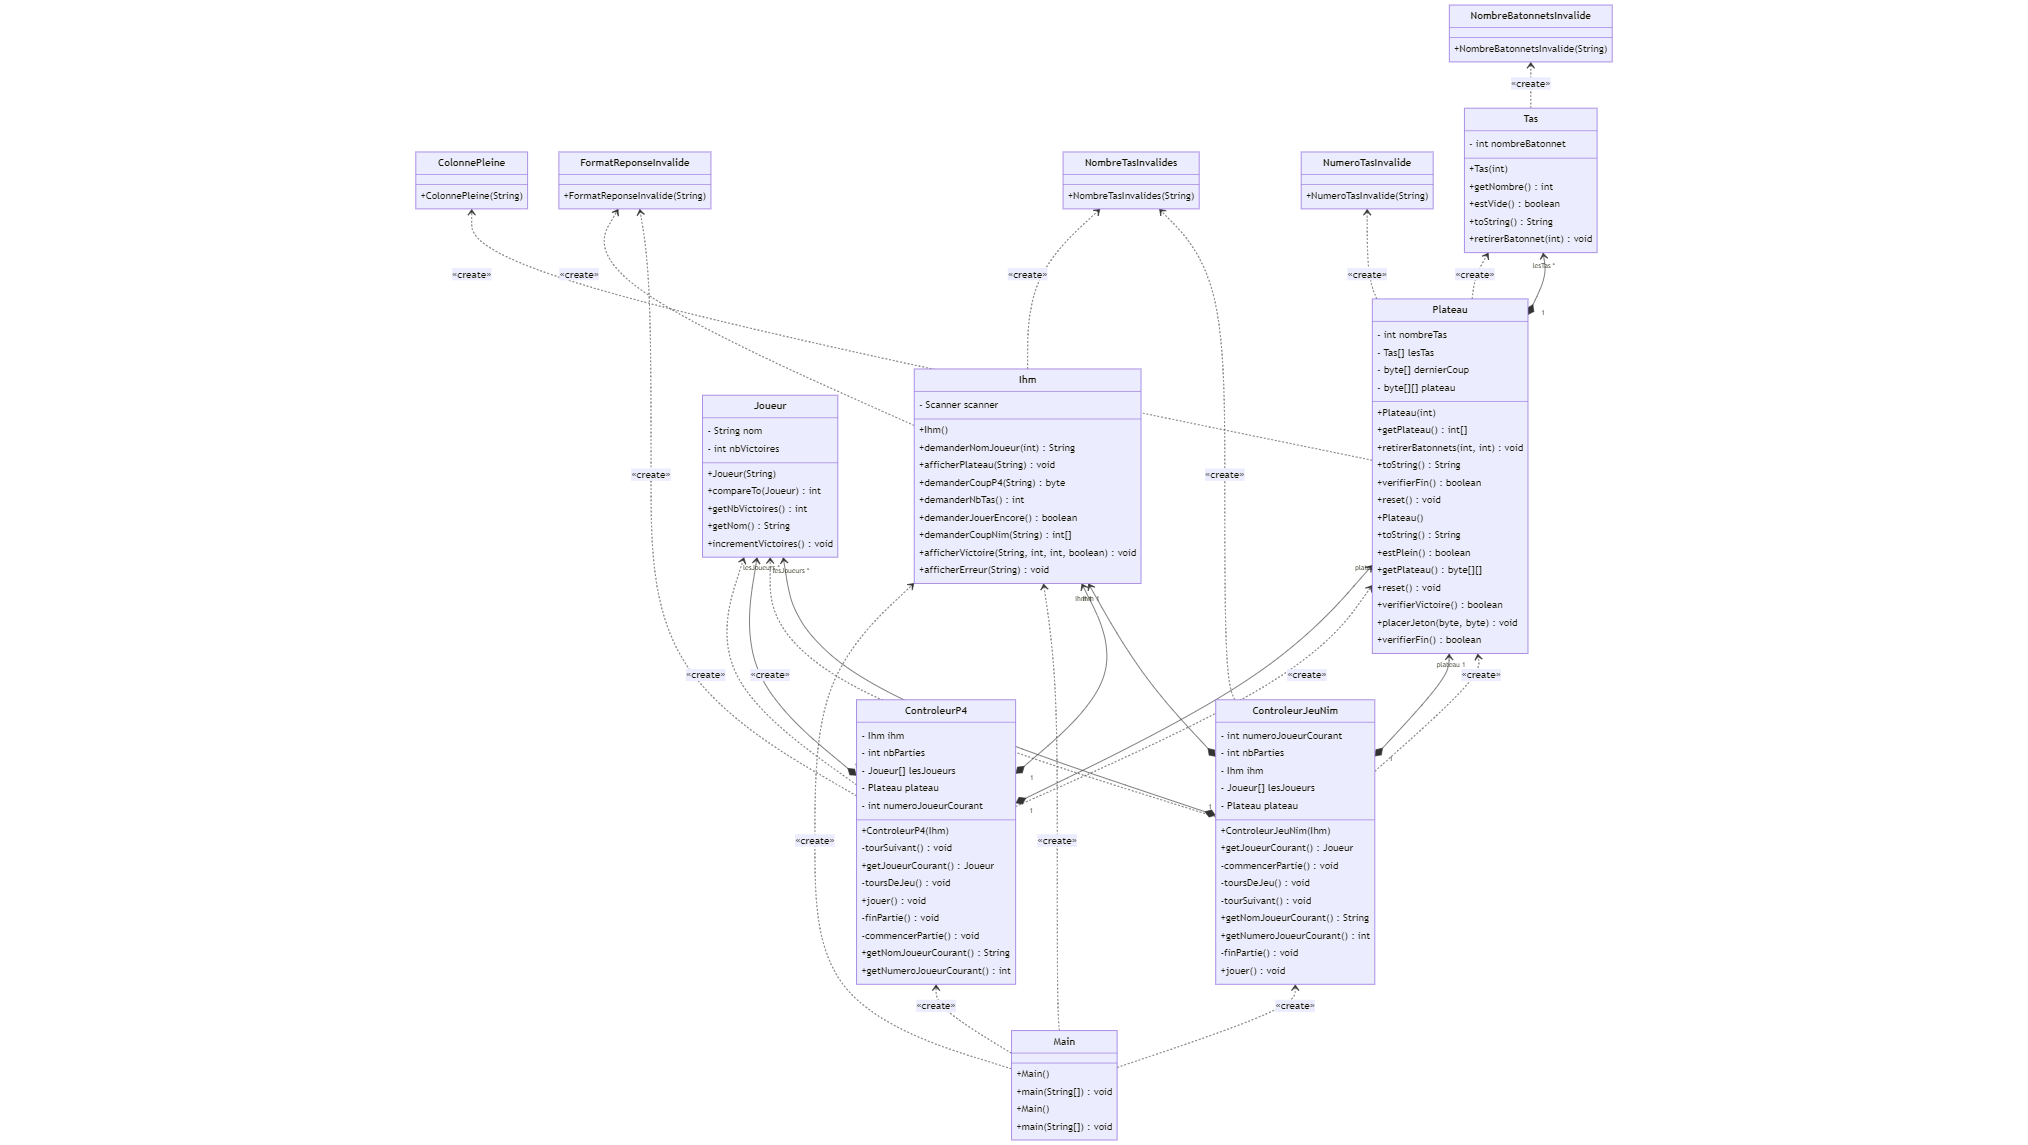 NombreBatonnetsInvalide
+NombreBatonnetsInvalide(String)
«create»
Tas
- int nombreBatonnet
+Tas(int)
+getNombre() : int
+estVide() : boolean
+toString() : String
+retirerBatonnet(int) : void
ColonnePleine
+ColonnePleine(String)
FormatReponseInvalide
+FormatReponseInvalide(String)
NombreTasInvalides
+NombreTasInvalides(String)
NumeroTasInvalide
+NumeroTasInvalide(String)
lesTas *
«create»
«create»
«create»
«create»
«create»
1
Plateau
- int nombreTas
- Tas[] lesTas
- byte[] dernierCoup
- byte[][] plateau
+Plateau(int)
+getPlateau() : int[]
+retirerBatonnets(int, int) : void
+toString() : String
+verifierFin() : boolean
+reset() : void
+Plateau()
+toString() : String
+estPlein() : boolean
+getPlateau() : byte[][]
+reset() : void
+verifierVictoire() : boolean
+placerJeton(byte, byte) : void
+verifierFin() : boolean
Ihm
- Scanner scanner
+Ihm()
+demanderNomJoueur(int) : String
+afficherPlateau(String) : void
+demanderCoupP4(String) : byte
+demanderNbTas() : int
+demanderJouerEncore() : boolean
+demanderCoupNim(String) : int[]
+afficherVictoire(String, int, int, boolean) : void
+afficherErreur(String) : void
Joueur
- String nom
- int nbVictoires
+Joueur(String)
+compareTo(Joueur) : int
+getNbVictoires() : int
+getNom() : String
+incrementVictoires() : void
«create»
«create»
lesJoueurs *
plateau 1
«create»
«create»
«create»
«create»
ControleurP4
- Ihm ihm
- int nbParties
- Joueur[] lesJoueurs
- Plateau plateau
- int numeroJoueurCourant
+ControleurP4(Ihm)
-tourSuivant() : void
+getJoueurCourant() : Joueur
-toursDeJeu() : void
+jouer() : void
-finPartie() : void
-commencerPartie() : void
+getNomJoueurCourant() : String
+getNumeroJoueurCourant() : int
1
1
ControleurJeuNim
- int numeroJoueurCourant
- int nbParties
- Ihm ihm
- Joueur[] lesJoueurs
- Plateau plateau
+ControleurJeuNim(Ihm)
+getJoueurCourant() : Joueur
-commencerPartie() : void
-toursDeJeu() : void
-tourSuivant() : void
+getNomJoueurCourant() : String
+getNumeroJoueurCourant() : int
-finPartie() : void
+jouer() : void
1
1
«create»
«create»
«create»
«create»
Main
+Main()
+main(String[]) : void
+Main()
+main(String[]) : void